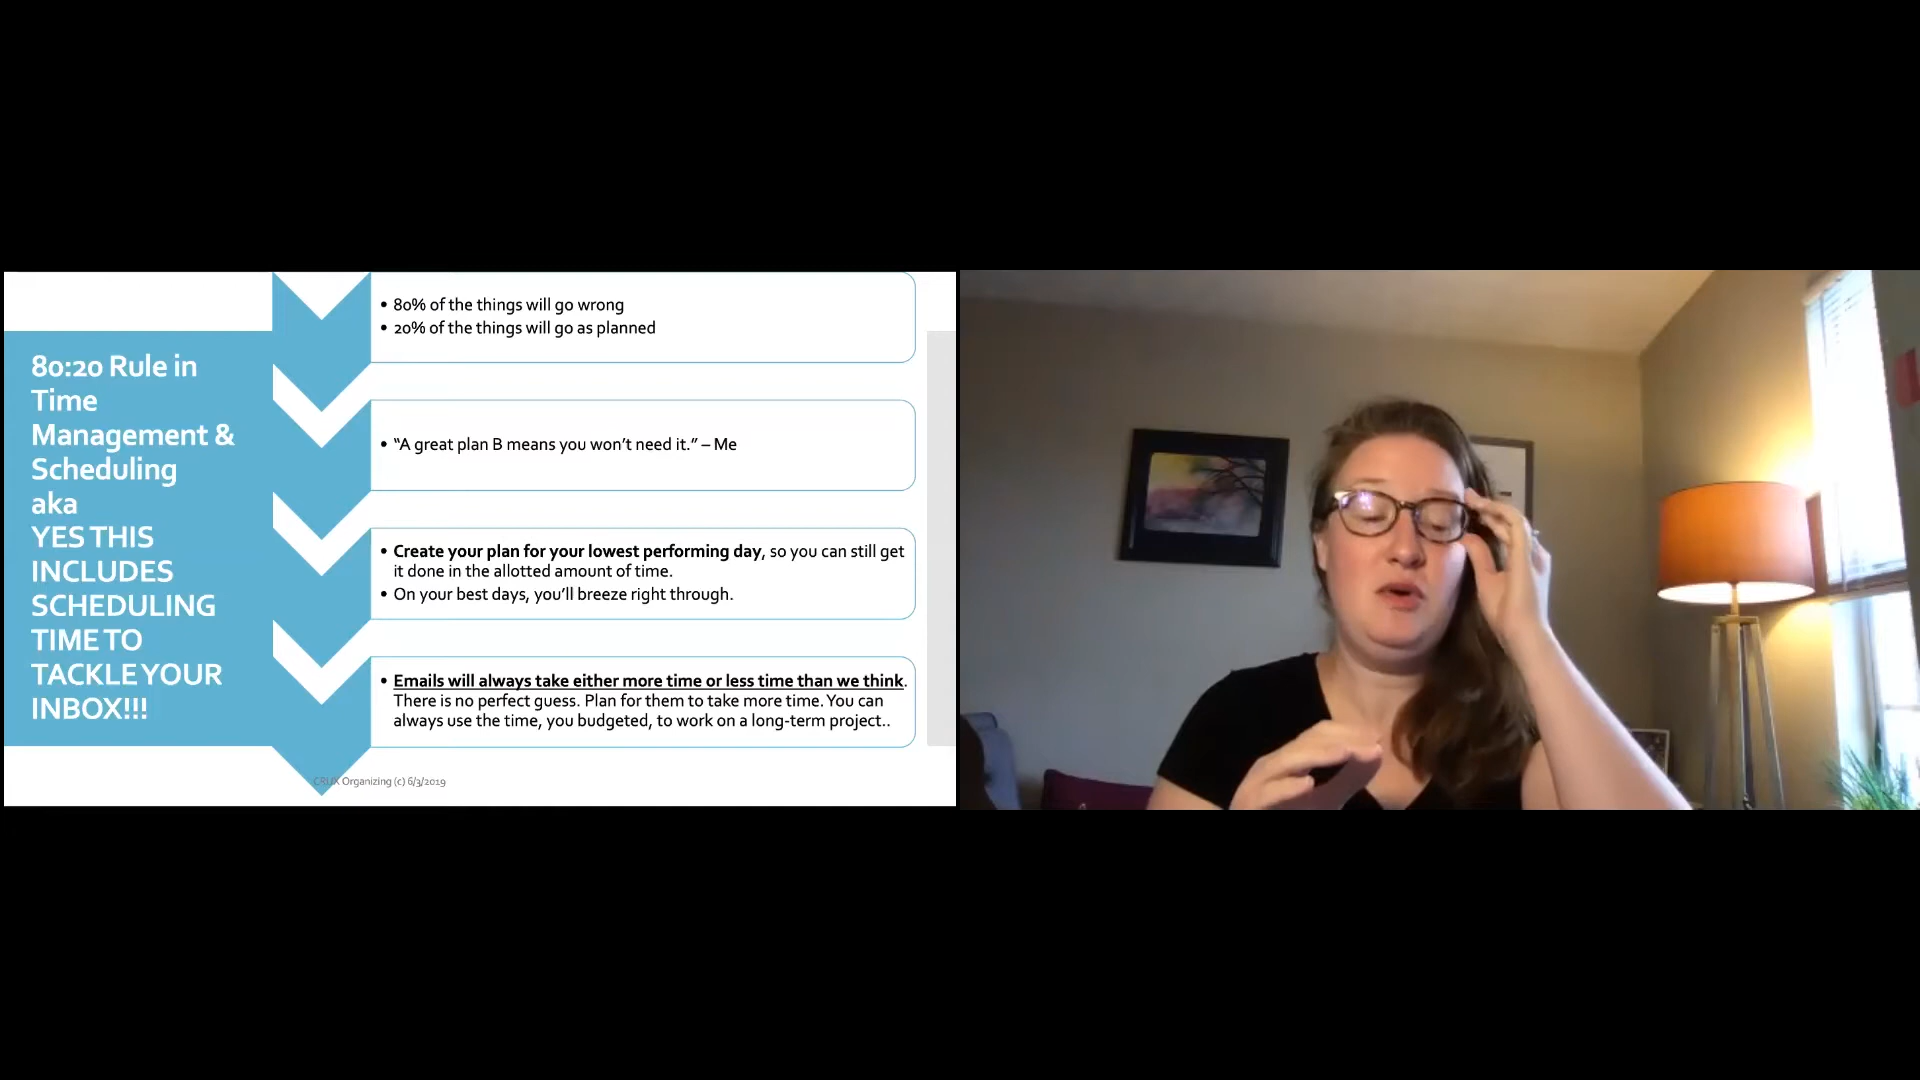 80:20 Rule in
Time
Management &
Scheduling
aka
YES THIS
INCLUDES
SCHEDULING
TIME TO
TACKLE YOUR
INBOX!!!
• 80% of the things will go wrong
• 20% of the things will go as planned
• “A great plan B means you won’t need it.” – Me
• Create your plan for your lowest performing day, so you can still get
it done in the allotted amount of time.
• On your best days, you’ll breeze right through.
• Emails will always take either more time or less time than we think.
There is no perfect guess. Plan for them to take more time. You can
always use the time, you budgeted, to work on a long-term project..
CRUX Organizing (c) 6/3/2019